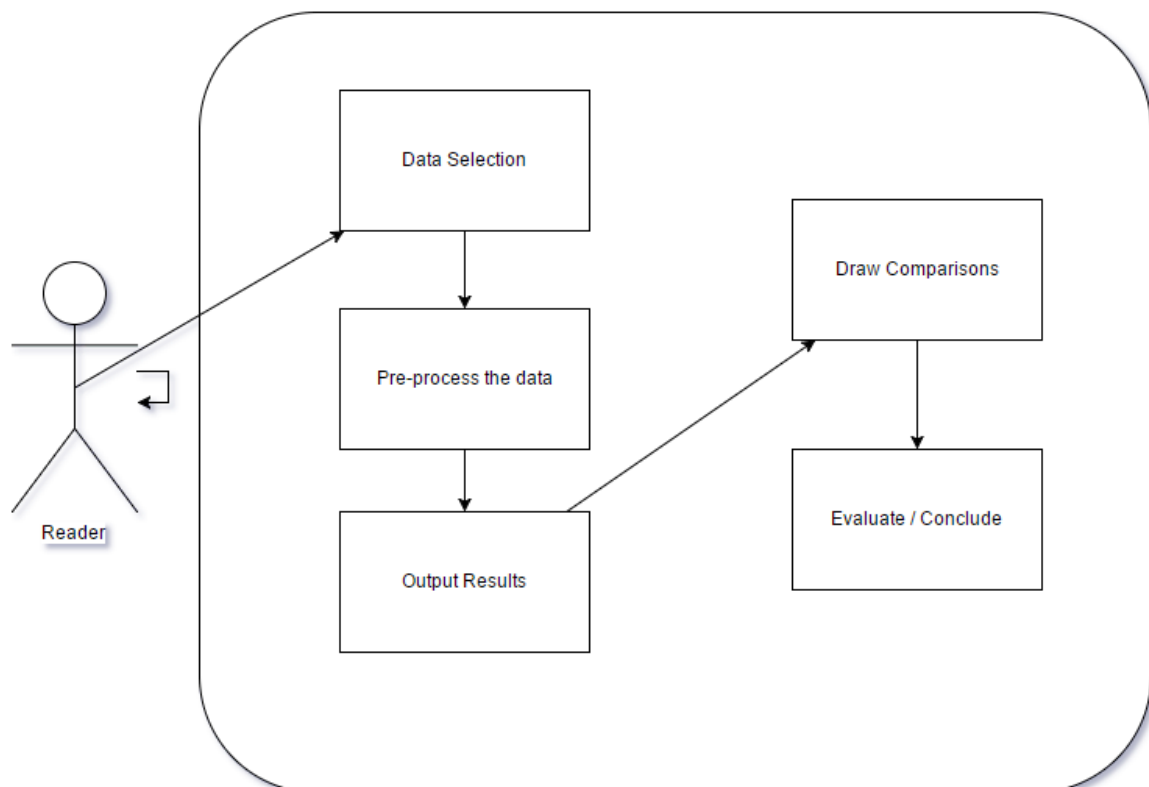 Data Selection
Draw Comparisons
Pre-process the data
Reader
Evaluate / Conclude
Output Results